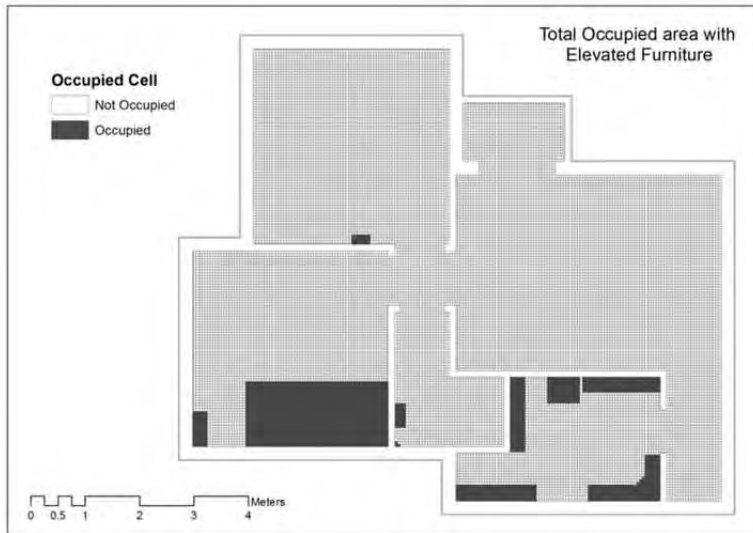 Total Occupied area with
Elevated Furniture
Occupied Cell
Not Occupied
Occupied
Meters
0 0.5 1 2 3 4